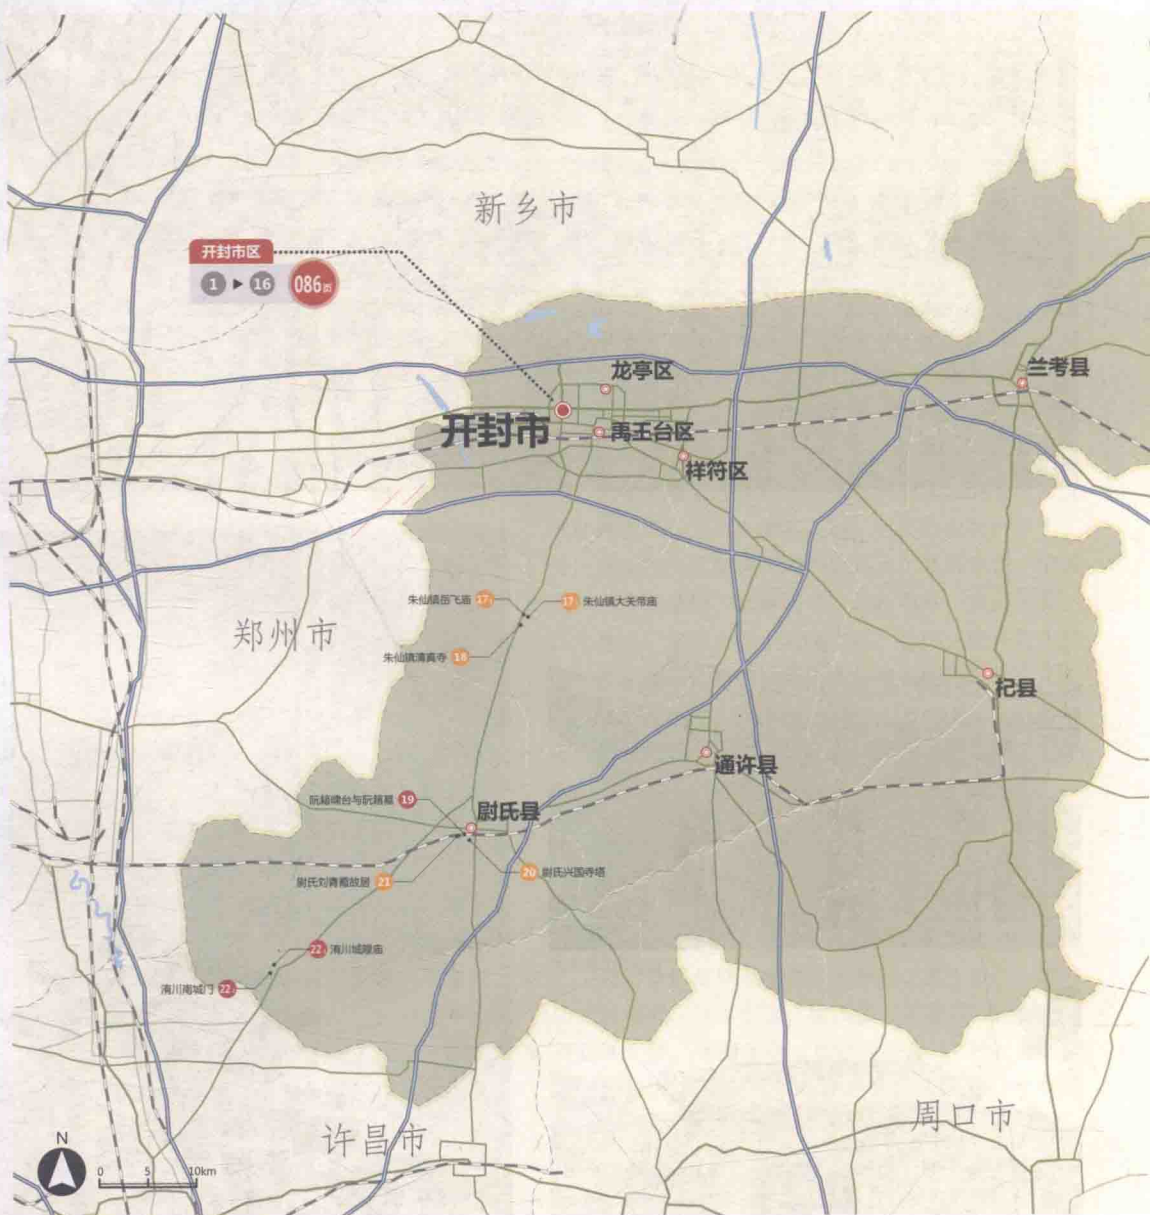 新乡市
开封市区
1 ▶ 16 086页
龙亭区
兰考县
开封市
禹王台区
祥符区
朱仙镇岳飞庙 17
17 朱仙镇大关帝庙
郑州市
朱仙镇清真寺 18
杞县
通许县
阮籍啸台与阮籍墓 19
尉氏县
尉氏刘青霞故居 21
20 尉氏兴国寺塔
22 洧川城隍庙
洧川南城门 22
许昌市
周口市
N
0 5 10km